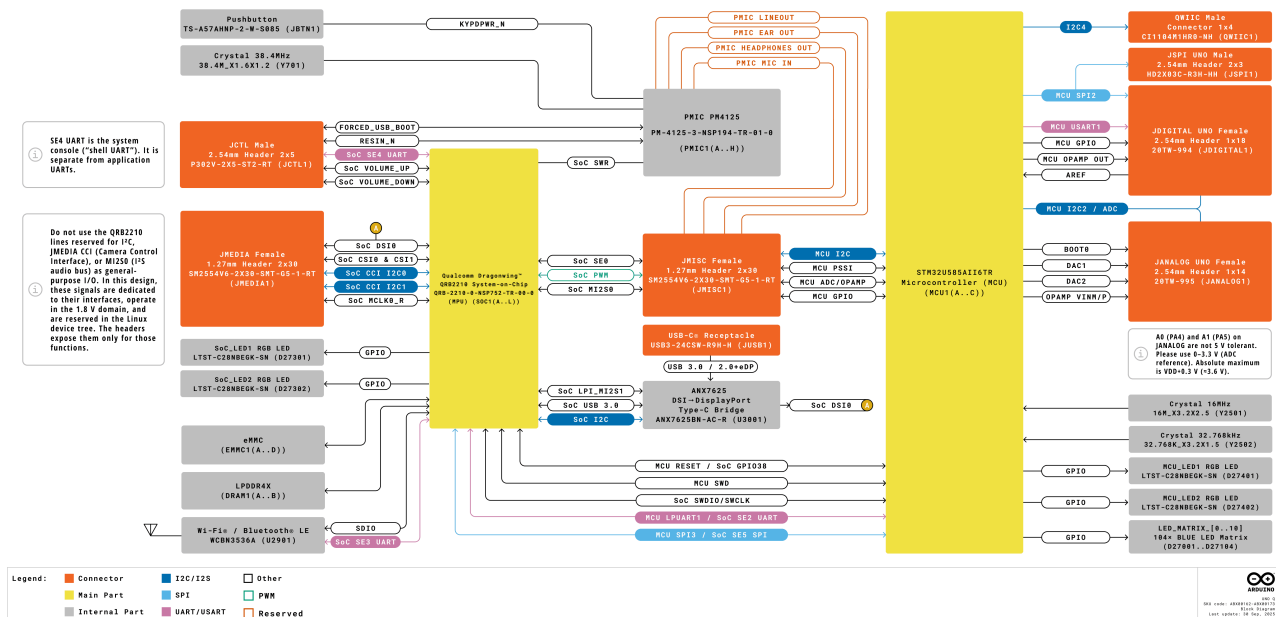 Pushbutton
TS-A57AHNP-2-W-S085 (JBTN1)
KYPDPWR_N
Crystal 38.4MHz
38.4M_X1.6X1.2 (Y701)
PMIC LINEOUT
PMIC EAR OUT
PMIC HEADPHONES OUT
PMIC MIC IN
I2C4
QWIIC Male
Connector 1x4
CI1104M1HR0-NH (QWIIC1)
JSPI UNO Male
2.54mm Header 2x3
HD2X03C-R3H-HH (JSPI1)
PMIC PM4125
PM-4125-3-NSP194-TR-01-0
(PMIC1(A..H))
MCU SPI2
MCU USART1
MCU GPIO
MCU OPAMP OUT
AREF
JDIGITAL UNO Female
2.54mm Header 1x18
20TW-994 (JDIGITAL1)
SE4 UART is the system
console ("shell UART"). It is
separate from application
UARTs.
JCTL Male
2.54mm Header 2x5
P302V-2X5-ST2-RT (JCTL1)
FORCED_USB_BOOT
RESIN_N
SoC SE4 UART
SoC VOLUME_UP
SoC VOLUME_DOWN
SoC SWR
MCU I2C2 / ADC
Do not use the QRB2210
lines reserved for I²C,
JMEDIA CCI (Camera Control
Interface), or MI2S0 (I²S
audio bus) as general-
purpose I/O. In this design,
these signals are dedicated
to their interfaces, operate
in the 1.8 V domain, and
are reserved in the Linux
device tree. The headers
expose them only for those
functions.
JMEDIA Female
1.27mm Header 2x30
SM2554V6-2X30-SMT-G5-1-RT
(JMEDIA1)
A
SoC DSI0
SoC CSI0 & CSI1
SoC CCI I2C0
SoC CCI I2C1
SoC MCLK0_R
Qualcomm Dragonwing™
QRB2210 System-on-Chip
QRB-2210-0-NSP752-TR-00-0
(MPU) (SOC1(A..L))
SoC SE0
SoC PWM
SoC MI2S0
JMISC Female
1.27mm Header 2x30
SM2554V6-2X30-SMT-G5-1-RT
(JMISC1)
MCU I2C
MCU PSSI
MCU ADC/OPAMP
MCU GPIO
STM32U585AII6TR
Microcontroller (MCU)
(MCU1(A..C))
BOOT0
DAC1
DAC2
OPAMP VINM/P
JANALOG UNO Female
2.54mm Header 1x14
20TW-995 (JANALOG1)
A0 (PA4) and A1 (PA5) on
JANALOG are not 5 V tolerant.
Please use 0–3.3 V (ADC
reference). Absolute maximum
is VDD+0.3 V (≈3.6 V).
SoC_LED1 RGB LED
LTST-C28NBEGK-SN (D27301)
GPIO
SoC_LED2 RGB LED
LTST-C28NBEGK-SN (D27302)
GPIO
USB-C® Receptacle
USB3-24CSW-R9H-H (JUSB1)
USB 3.0 / 2.0+eDP
ANX7625
DSI→DisplayPort
Type-C Bridge
ANX7625BN-AC-R (U3001)
SoC LPI_MI2S1
SoC USB 3.0
SoC I2C
SoC DSI0
A
Crystal 16MHz
16M_X3.2X2.5 (Y2501)
Crystal 32.768kHz
32.768K_X3.2X1.5 (Y2502)
eMMC
(EMMC1(A..D))
LPDDR4X
(DRAM1(A..B))
Wi-Fi® / Bluetooth® LE
WCBN3536A (U2901)
SDIO
SoC SE3 UART
MCU RESET / SoC GPIO38
MCU SWD
SoC SWDIO/SWCLK
MCU LPUART1 / SoC SE2 UART
MCU SPI3 / SoC SE5 SPI
GPIO
MCU_LED1 RGB LED
LTST-C28NBEGK-SN (D27401)
GPIO
MCU_LED2 RGB LED
LTST-C28NBEGK-SN (D27402)
GPIO
LED_MATRIX_[0..10]
104× BLUE LED Matrix
(D27001..D27104)
Legend:
Connector
Main Part
Internal Part
I2C/I2S
SPI
UART/USART
Other
PWM
Reserved
ARDUINO
UNO Q
SKU code: ABX00162-ABX00173
Block Diagram
Last update: 30 Sep, 2025